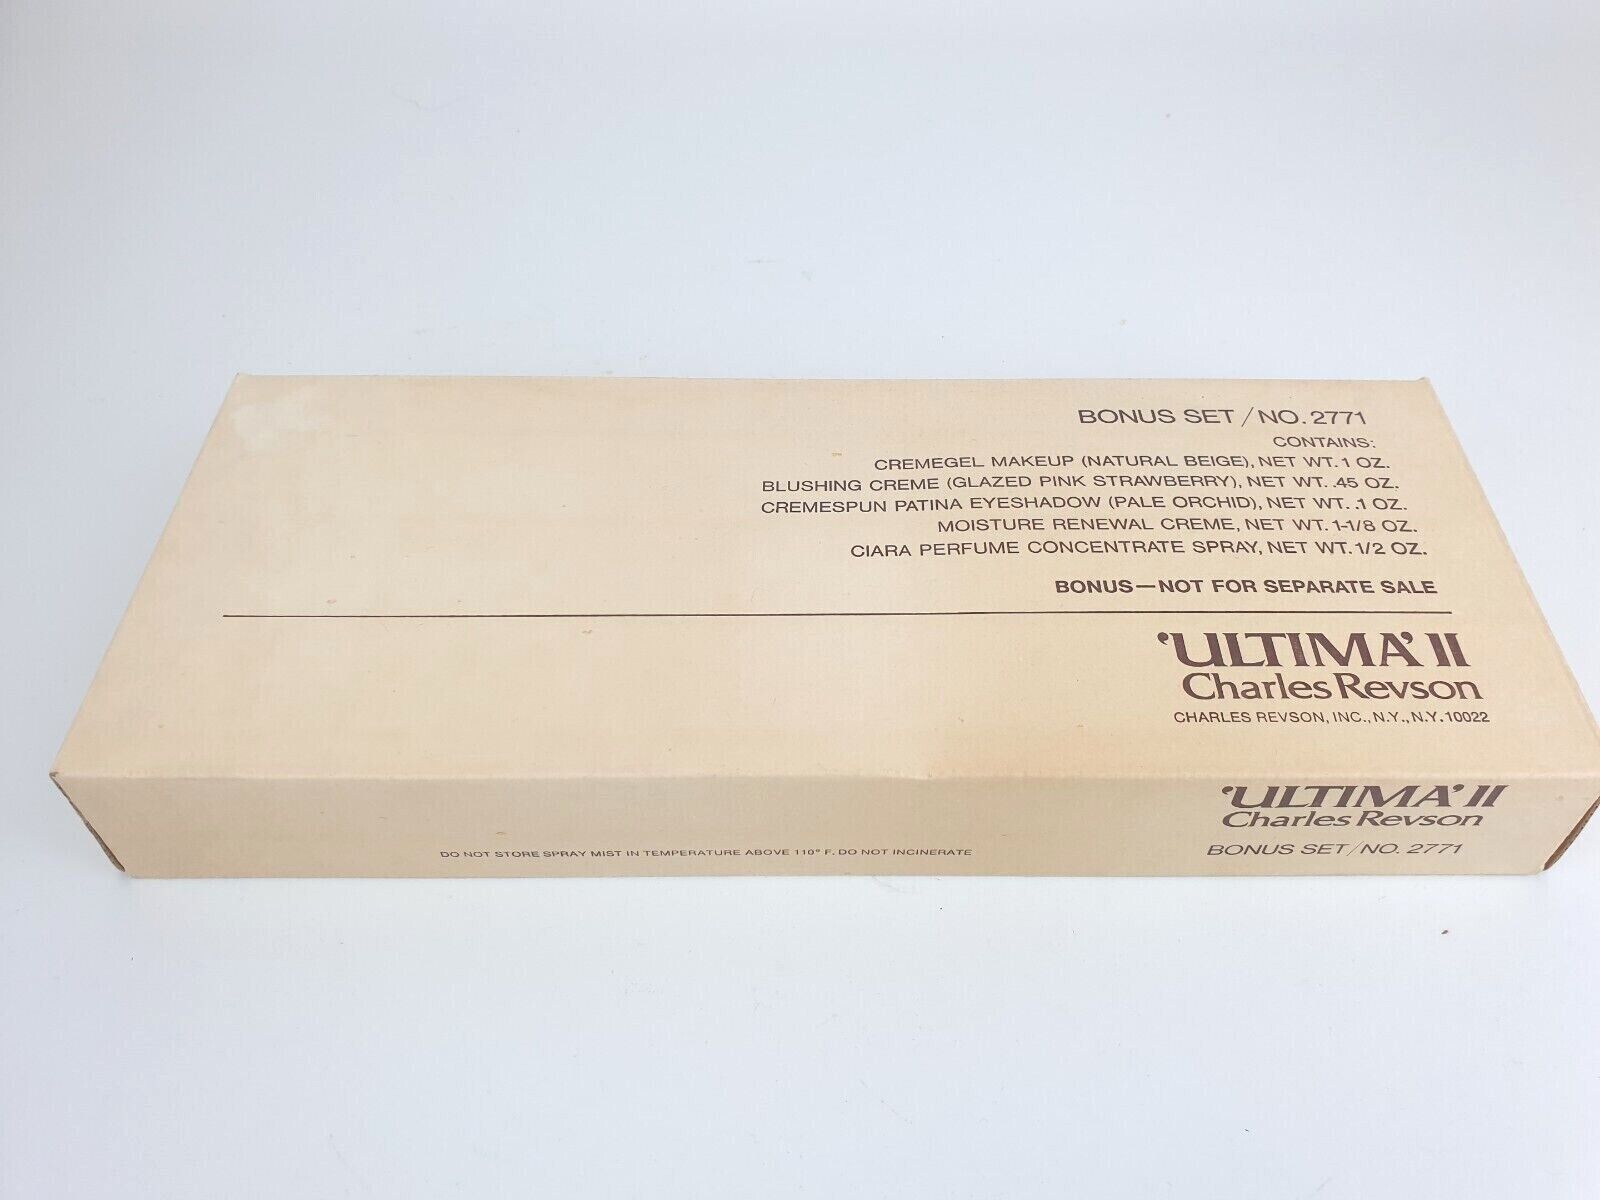 BONUS SET / NO. 2771
CONTAINS:
CREMEGEL MAKEUP (NATURAL BEIGE), NET WT. 1 OZ.
BLUSHING CREME (GLAZED PINK STRAWBERRY), NET WT. .45 OZ.
CREMESPUN PATINA EYESHADOW (PALE ORCHID), NET WT. .1 OZ.
MOISTURE RENEWAL CREME, NET WT. 1-1/8 OZ.
CIARA PERFUME CONCENTRATE SPRAY, NET WT. 1/2 OZ.
BONUS—NOT FOR SEPARATE SALE
‘ULTIMA’ II
Charles Revson
CHARLES REVSON, INC., N.Y., N.Y. 10022
‘ULTIMA’ II
Charles Revson
BONUS SET / NO. 2771
DO NOT STORE SPRAY MIST IN TEMPERATURE ABOVE 110° F. DO NOT INCINERATE